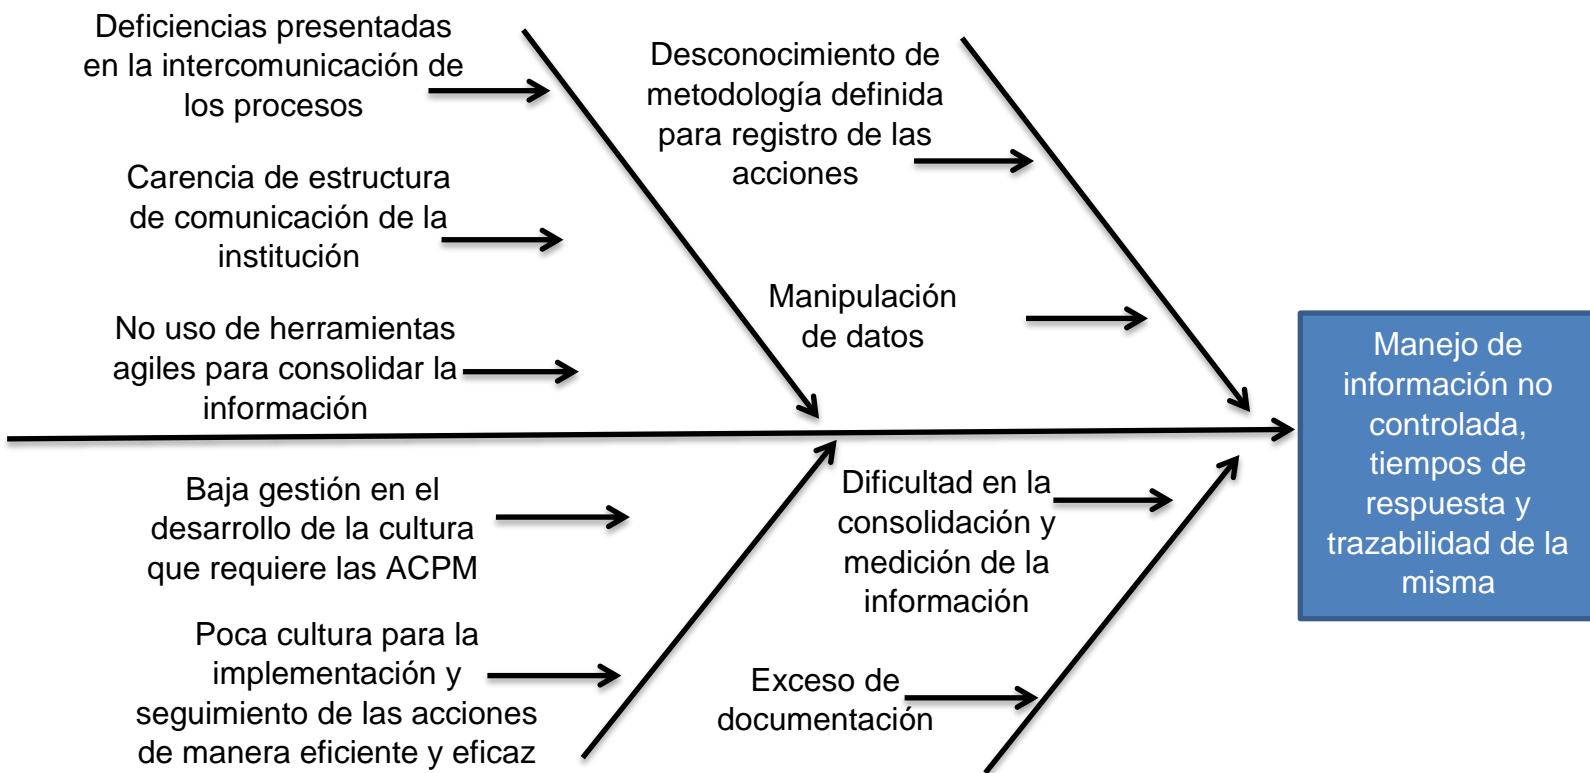 Deficiencias presentadas
en la intercomunicación de
los procesos
Carencia de estructura
de comunicación de la
institución
No uso de herramientas
agiles para consolidar la
información
Desconocimiento de
metodología definida
para registro de las
acciones
Manipulación
de datos
Baja gestión en el
desarrollo de la cultura
que requiere las ACPM
Poca cultura para la
implementación y
seguimiento de las acciones
de manera eficiente y eficaz
Dificultad en la
consolidación y
medición de la
información
Exceso de
documentación
Manejo de
información no
controlada,
tiempos de
respuesta y
trazabilidad de la
misma